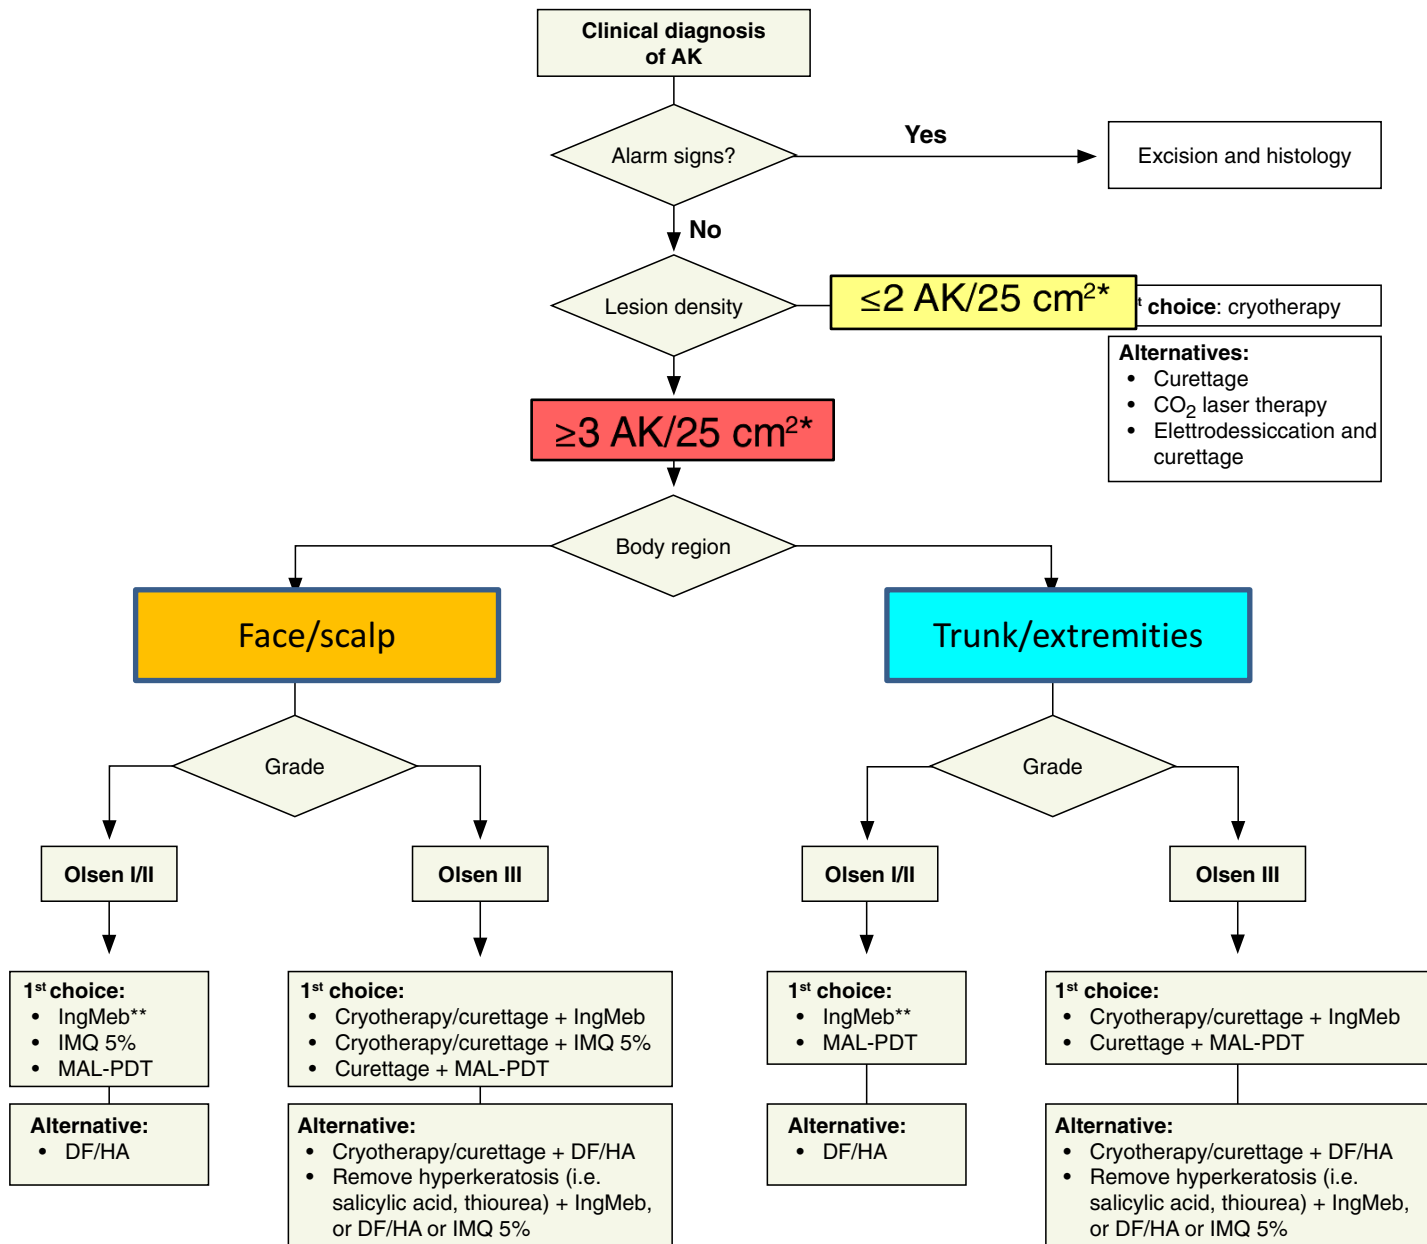 Clinical diagnosis
of AK
Alarm signs?
Yes
Excision and histology
No
Lesion density
≤2 AK/25 cm²*
t choice: cryotherapy
Alternatives:
• Curettage
• CO₂ laser therapy
• Elettrodessiccation and
curettage
≥3 AK/25 cm²*
Body region
Face/scalp
Trunk/extremities
Grade
Grade
Olsen I/II
Olsen III
Olsen I/II
Olsen III
1st choice:
• IngMeb**
• IMQ 5%
• MAL-PDT
Alternative:
• DF/HA
1st choice:
• Cryotherapy/curettage + IngMeb
• Cryotherapy/curettage + IMQ 5%
• Curettage + MAL-PDT
Alternative:
• Cryotherapy/curettage + DF/HA
• Remove hyperkeratosis (i.e.
salicylic acid, thiourea) + IngMeb,
or DF/HA or IMQ 5%
1st choice:
• IngMeb**
• MAL-PDT
Alternative:
• DF/HA
1st choice:
• Cryotherapy/curettage + IngMeb
• Curettage + MAL-PDT
Alternative:
• Cryotherapy/curettage + DF/HA
• Remove hyperkeratosis (i.e.
salicylic acid, thiourea) + IngMeb,
or DF/HA or IMQ 5%